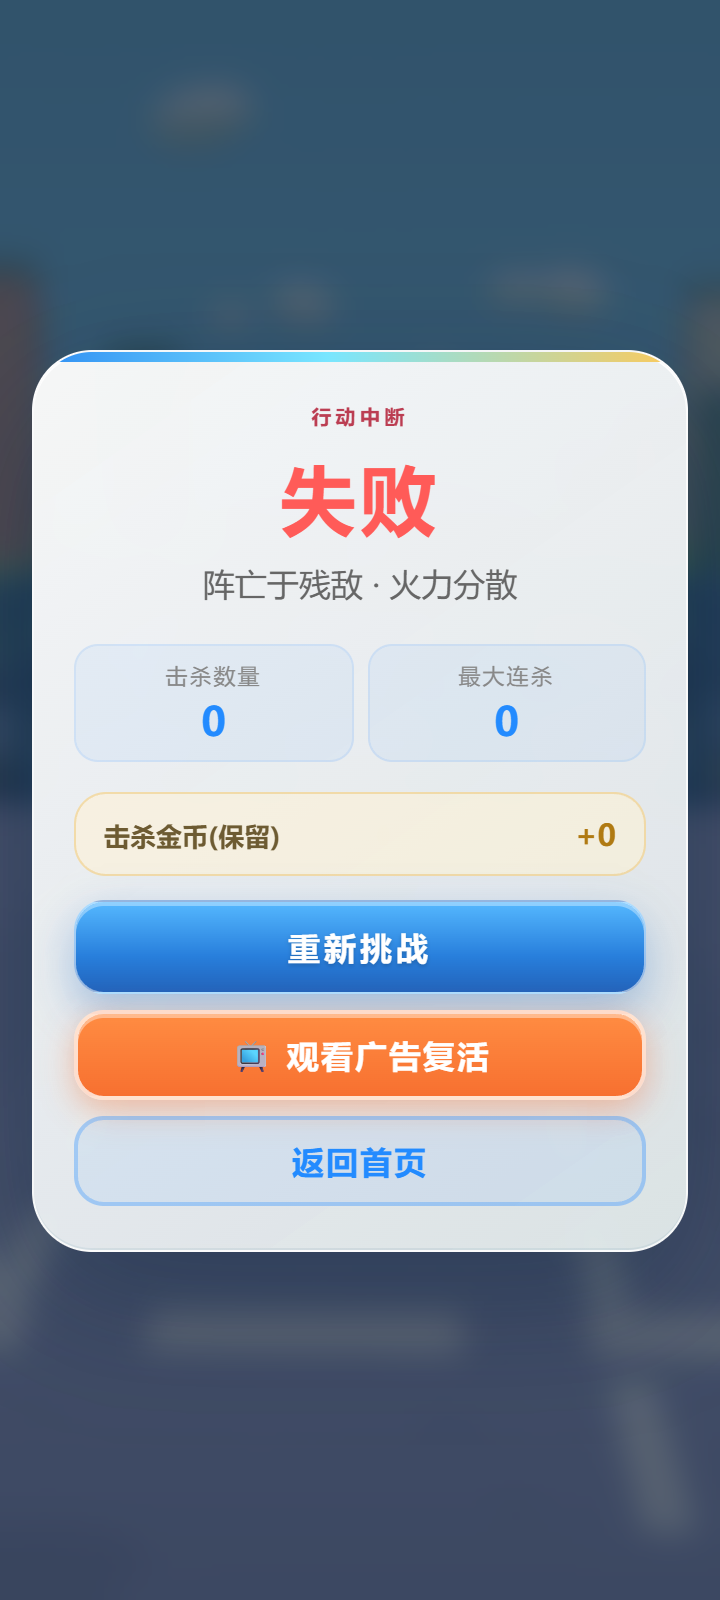 行动中断
失败
阵亡于残敌 · 火力分散
击杀数量
0
最大连杀
0
击杀金币(保留)
+0
重新挑战
观看广告复活
返回首页